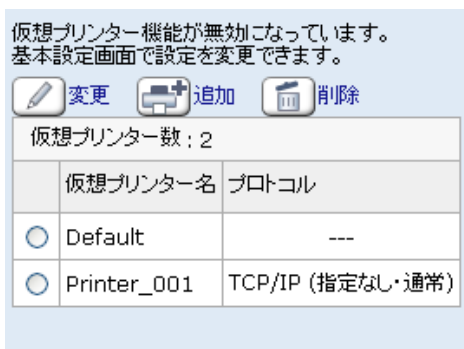 仮想プリンター機能が無効になっています。
基本設定画面で設定を変更できます。
変更 追加 削除
仮想プリンター数 : 2
仮想プリンター名 プロトコル
Default ---
Printer_001 TCP/IP (指定なし・通常)